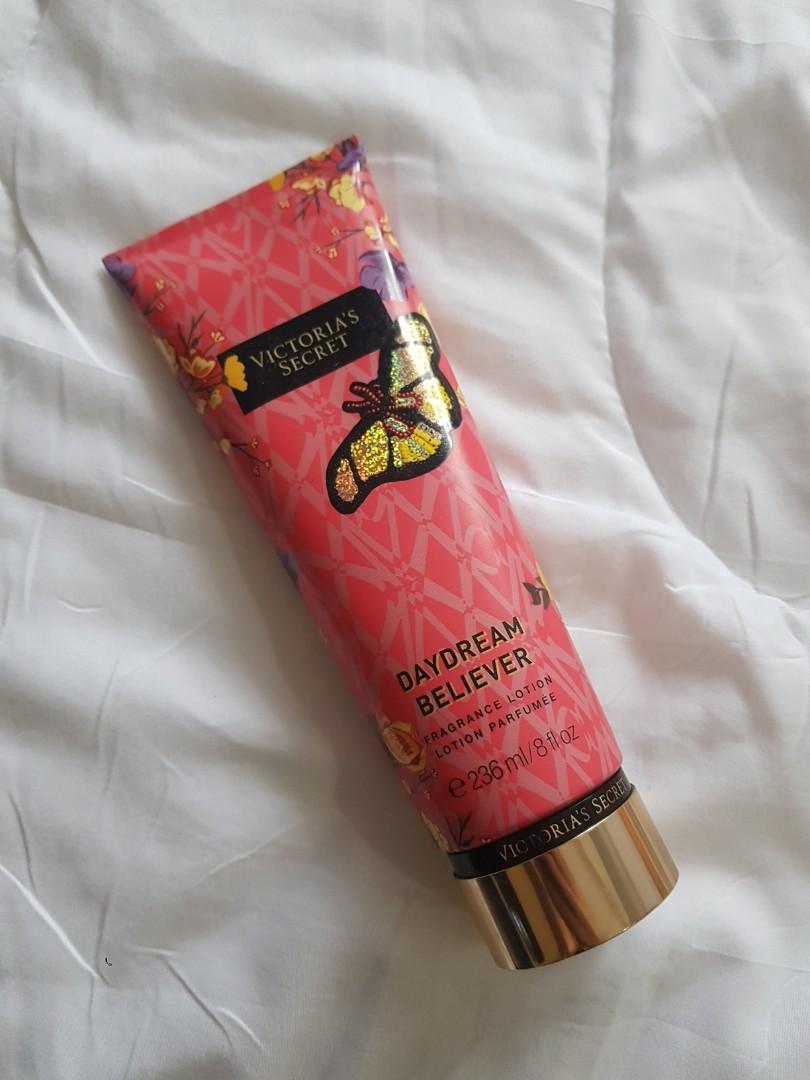 VICTORIA'S
SECRET
DAYDREAM
BELIEVER
FRAGRANCE LOTION
LOTION PARFUMÉE
℮ 236 ml/8 fl oz
VICTORIA'S SECRET